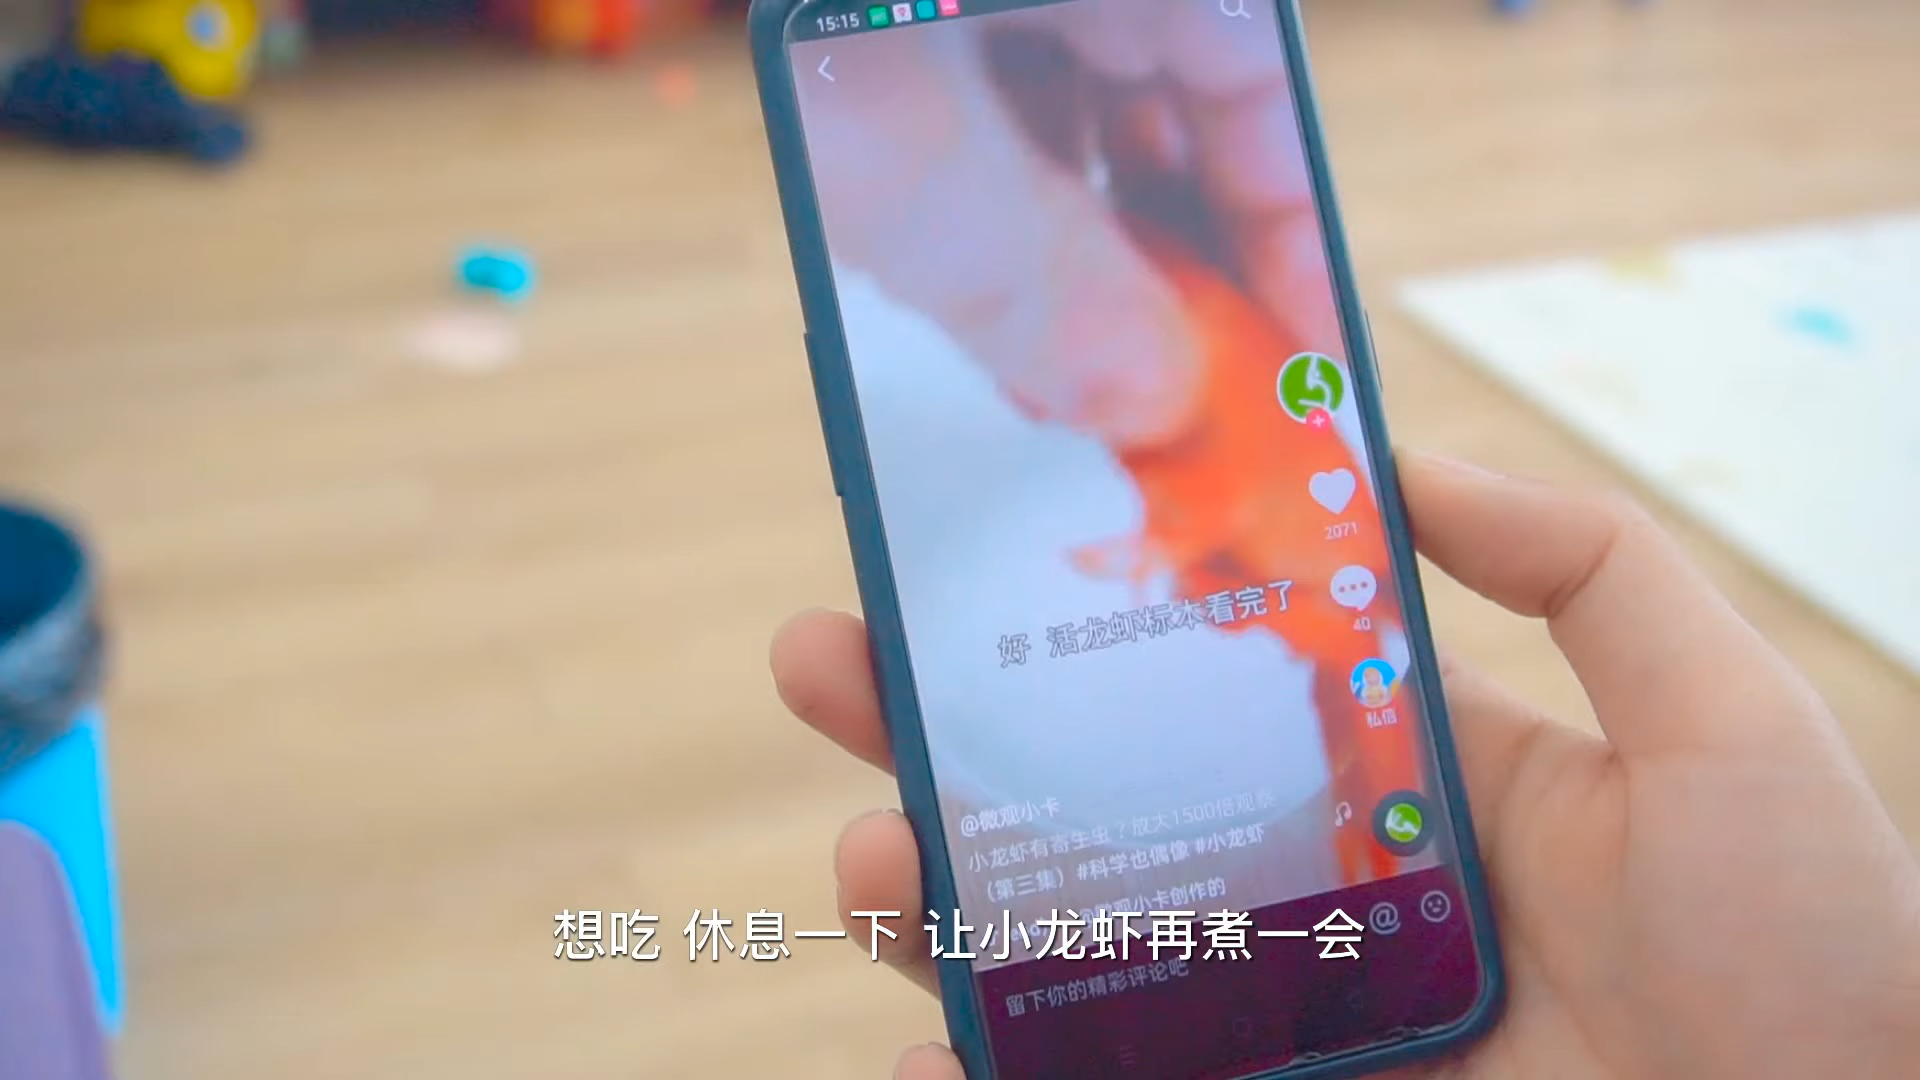 15:15
2071
好 活龙虾标本看完了
40
私信
@微观小卡
小龙虾有寄生虫？放大1500倍观察
（第三集）#科学也偶像 #小龙虾
@微观小卡创作的
想吃 休息一下 让小龙虾再煮一会
留下你的精彩评论吧